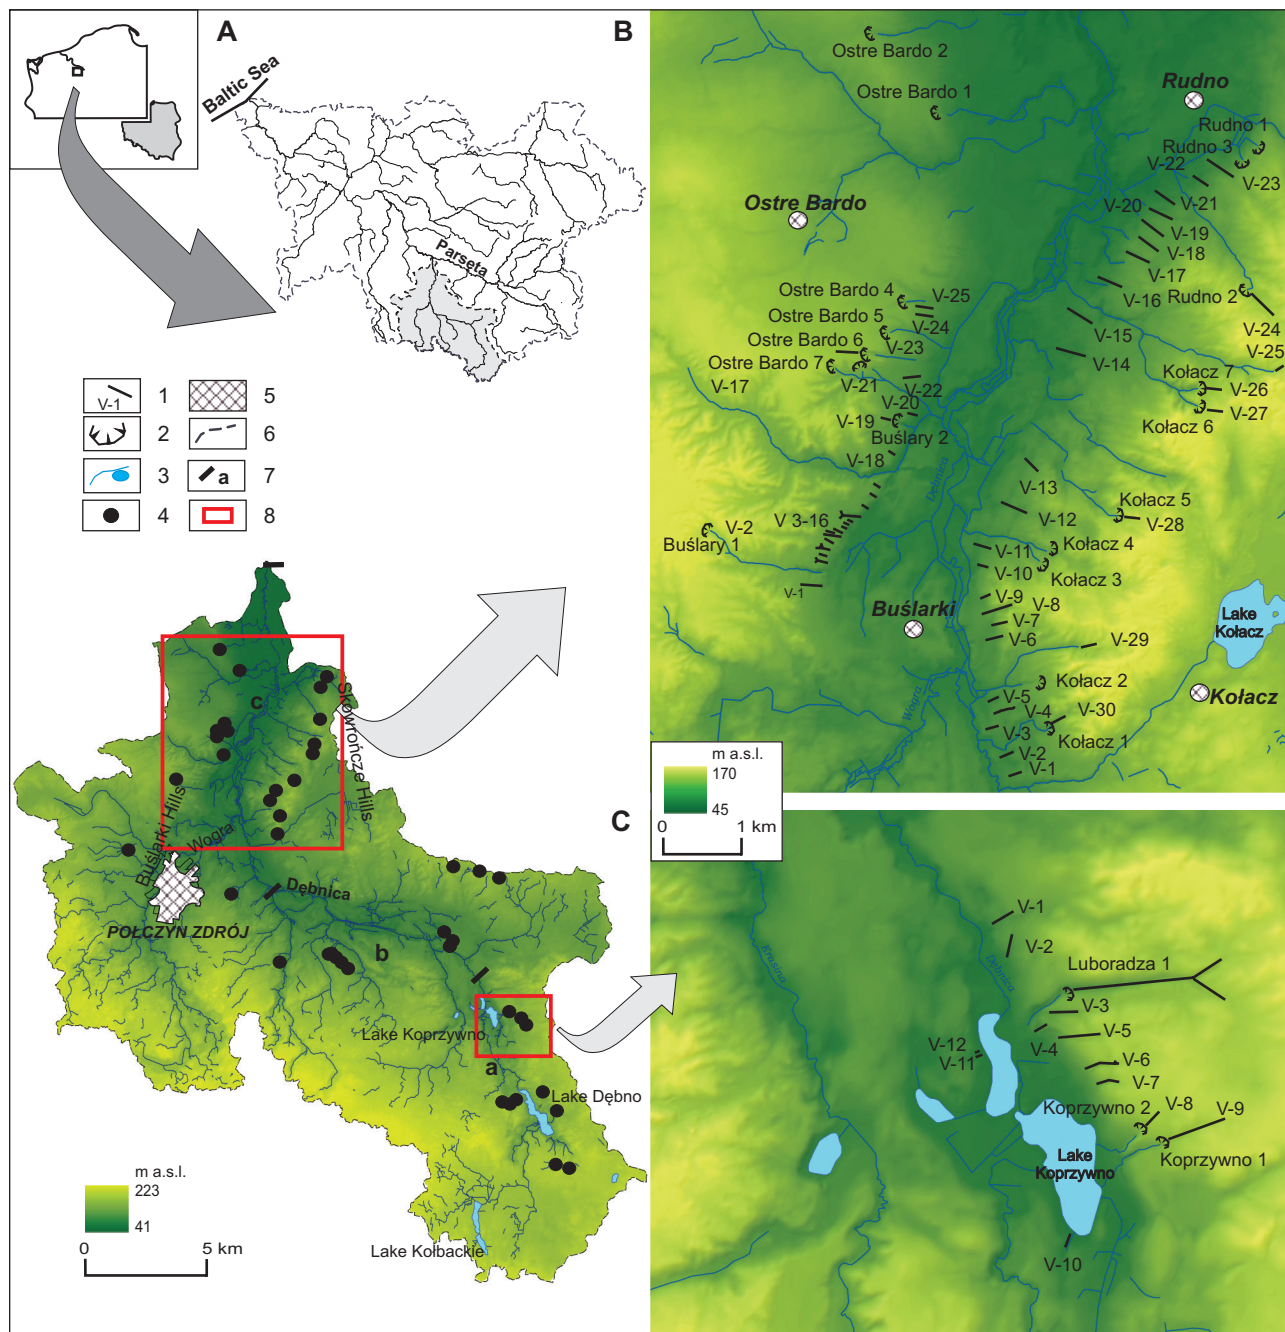 A
Baltic Sea
Parsęta
V-1
1
2
3
4
5
6
a
7
8
c
Skowrończe Hills
Buślarki Hills
Wogra
Dębnica
POŁCZYN ZDRÓJ
b
Lake Koprzywno
a
Lake Dębno
Lake Kołbackie
m a.s.l.
223
41
0
5 km
B
Ostre Bardo 2
Ostre Bardo 1
Rudno
Rudno 1
Rudno 3
V-22
V-23
V-20
V-21
V-19
V-18
V-17
V-16
Rudno 2
V-24
V-25
V-15
V-14
Ostre Bardo
Ostre Bardo 4
V-25
Ostre Bardo 5
V-24
Ostre Bardo 6
V-23
Ostre Bardo 7
V-17
V-21
V-22
V-20
V-19
Buślary 2
V-18
Kołacz 7
V-26
V-27
Kołacz 6
Dębnica
V-13
V-12
Kołacz 5
V-28
V 3-16
V-2
Buślary 1
V-1
V-11
Kołacz 4
V-10
Kołacz 3
V-9
V-8
V-7
V-6
V-29
Buślarki
Lake
Kołacz
Kołacz
Wogra
Kołacz 2
V-5
V-4
V-30
V-3
Kołacz 1
V-2
V-1
m a.s.l.
170
45
0
1 km
C
Krosina
Dębnica
V-1
V-2
Luboradza 1
V-3
V-5
V-4
V-12
V-11
V-6
V-7
Koprzywno 2
V-8
V-9
Koprzywno 1
Lake
Koprzywno
V-10